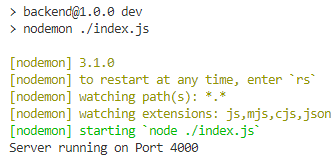 > backend@1.0.0 dev
> nodemon ./index.js
[nodemon] 3.1.0
[nodemon] to restart at any time, enter `rs`
[nodemon] watching path(s): *.*
[nodemon] watching extensions: js,mjs,cjs,json
[nodemon] starting `node ./index.js`
Server running on Port 4000